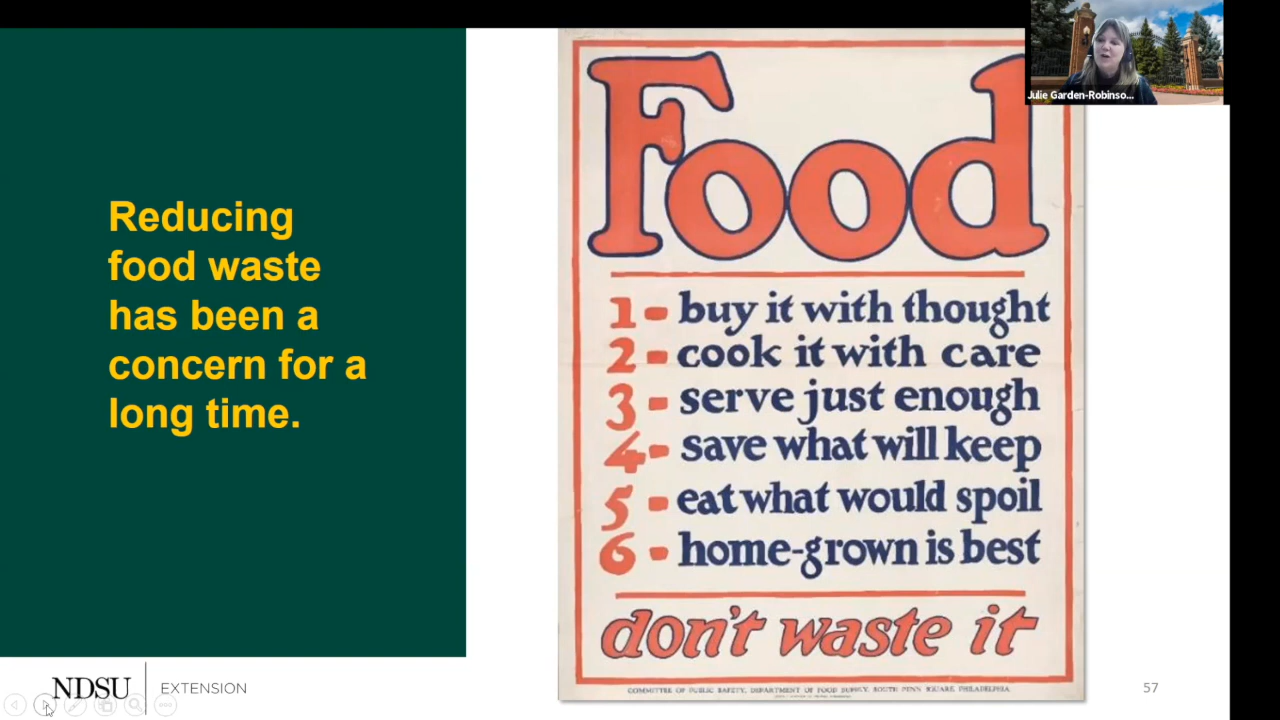 Reducing
food waste
has been a
concern for a
long time.
Food
1 - buy it with thought
2 - cook it with care
3 - serve just enough
4 - save what will keep
5 - eat what would spoil
6 - home-grown is best
don't waste it
COMMITTEE OF PUBLIC SAFETY, DEPARTMENT OF FOOD SUPPLY, SOUTH PENN SQUARE, PHILADELPHIA
Julie Garden-Robinso...
NDSU EXTENSION
57